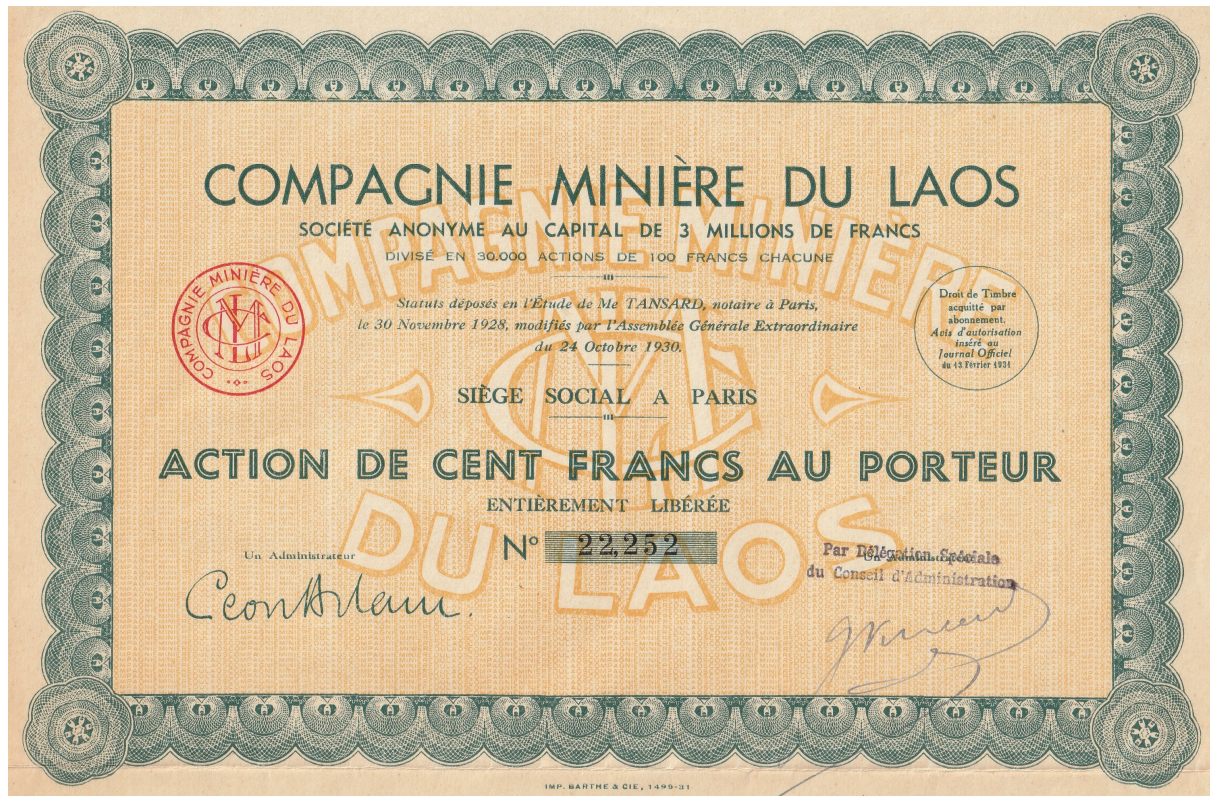 COMPAGNIE MINIÈRE DU LAOS
SOCIÉTÉ ANONYME AU CAPITAL DE 3 MILLIONS DE FRANCS
DIVISÉ EN 30.000 ACTIONS DE 100 FRANCS CHACUNE
Statuts déposés en l'Étude de Me TANSARD, notaire à Paris,
le 30 Novembre 1928, modifiés par l'Assemblée Générale Extraordinaire
du 24 Octobre 1930.
COMPAGNIE MINIÈRE DU LAOS
Droit de Timbre
acquitté par
abonnement.
Avis d'autorisation
inséré au
Journal Officiel
du 13 Février 1931
SIÈGE SOCIAL A PARIS
ACTION DE CENT FRANCS AU PORTEUR
ENTIÈREMENT LIBÉRÉE
Nº 22,252
Un Administrateur
Un Administrateur
Par Délégation Spéciale
du Conseil d'Administration
COMPAGNIE MINIÈRE
DU LAOS
IMP. BARTHE & CIE, 1499-31